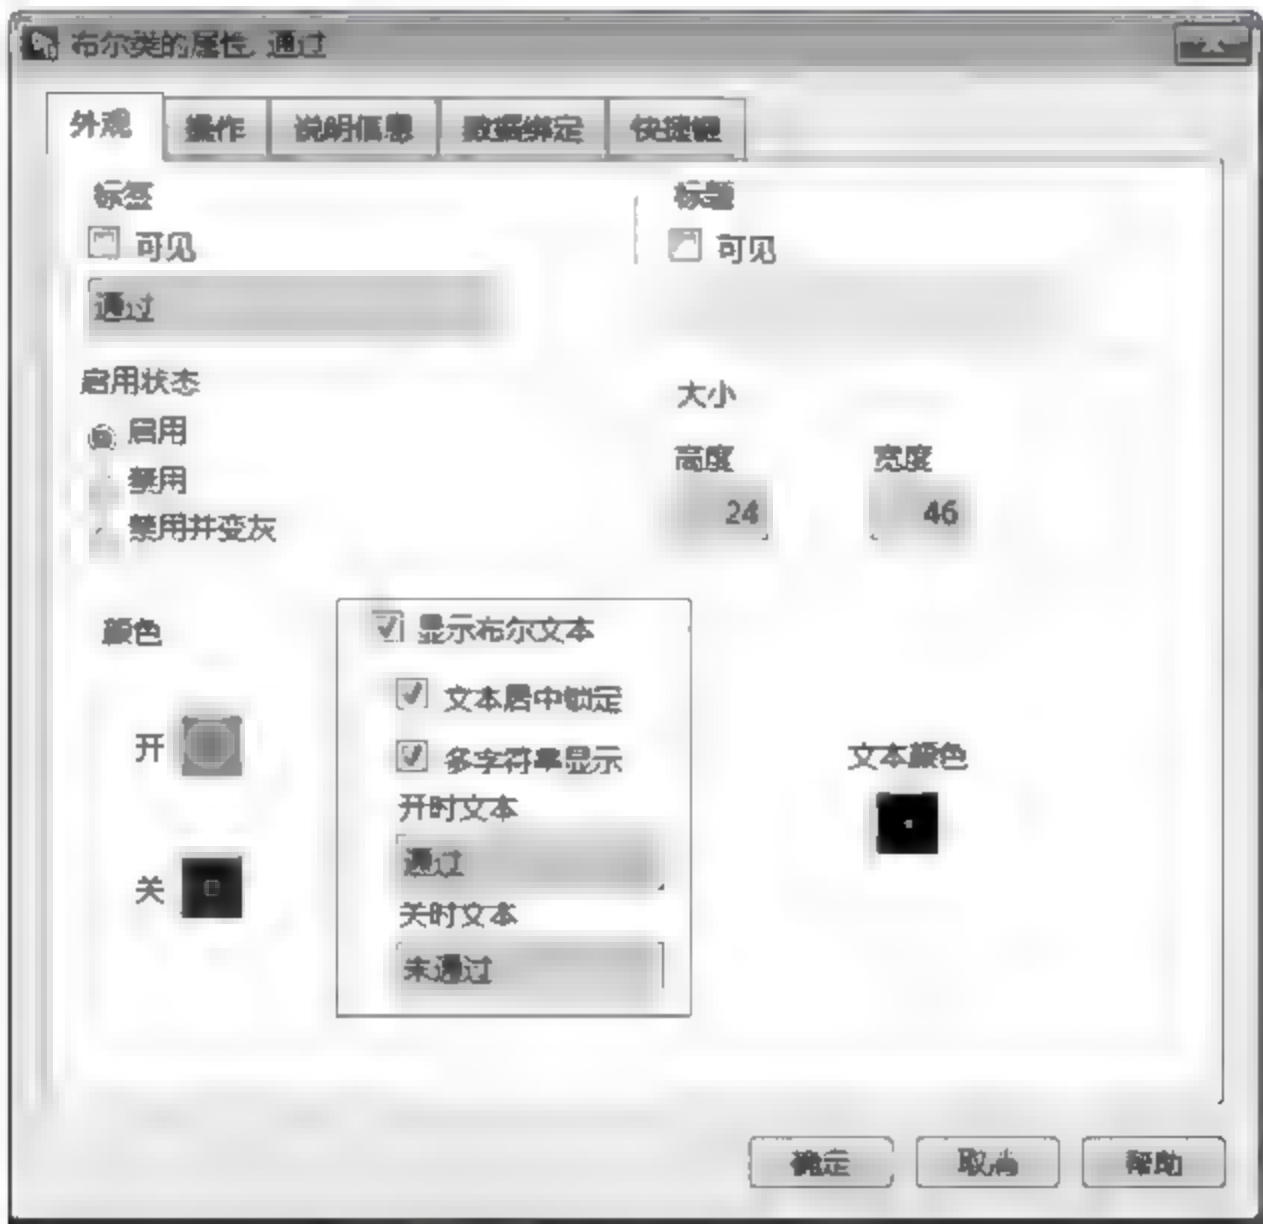 布尔类的属性: 通过
外观 操作 说明信息 数据绑定 快捷键
标签 标题
可见 可见
通过
启用状态
启用
禁用
禁用并变灰
大小
高度 宽度
24 46
颜色
开
关
显示布尔文本
文本居中锁定
多字符串显示
开时文本
通过
关时文本
未通过
文本颜色
确定 取消 帮助